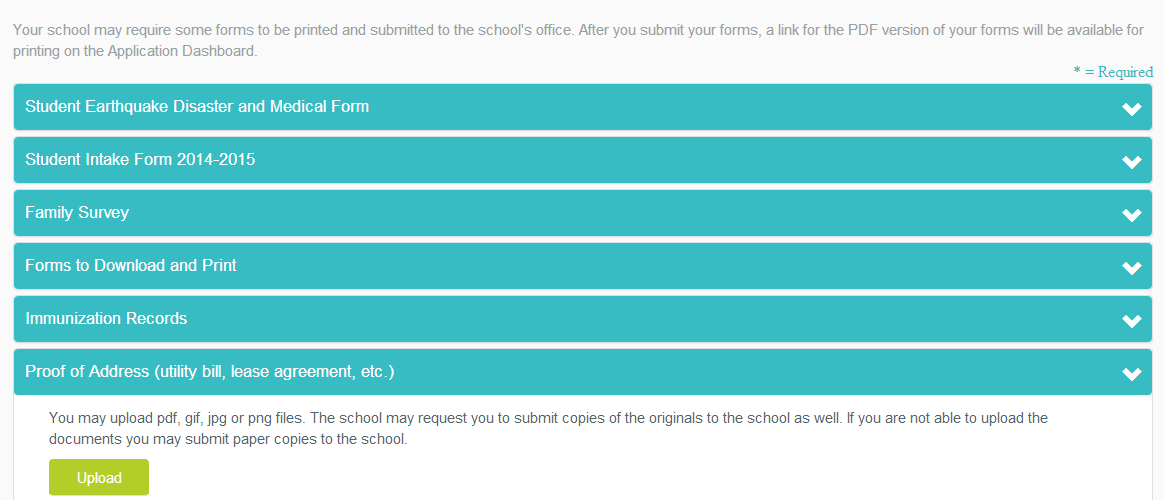 Your school may require some forms to be printed and submitted to the school's office. After you submit your forms, a link for the PDF version of your forms will be available for
printing on the Application Dashboard.
* = Required
Student Earthquake Disaster and Medical Form
Student Intake Form 2014-2015
Family Survey
Forms to Download and Print
Immunization Records
Proof of Address (utility bill, lease agreement, etc.)
You may upload pdf, gif, jpg or png files. The school may request you to submit copies of the originals to the school as well. If you are not able to upload the
documents you may submit paper copies to the school.
Upload